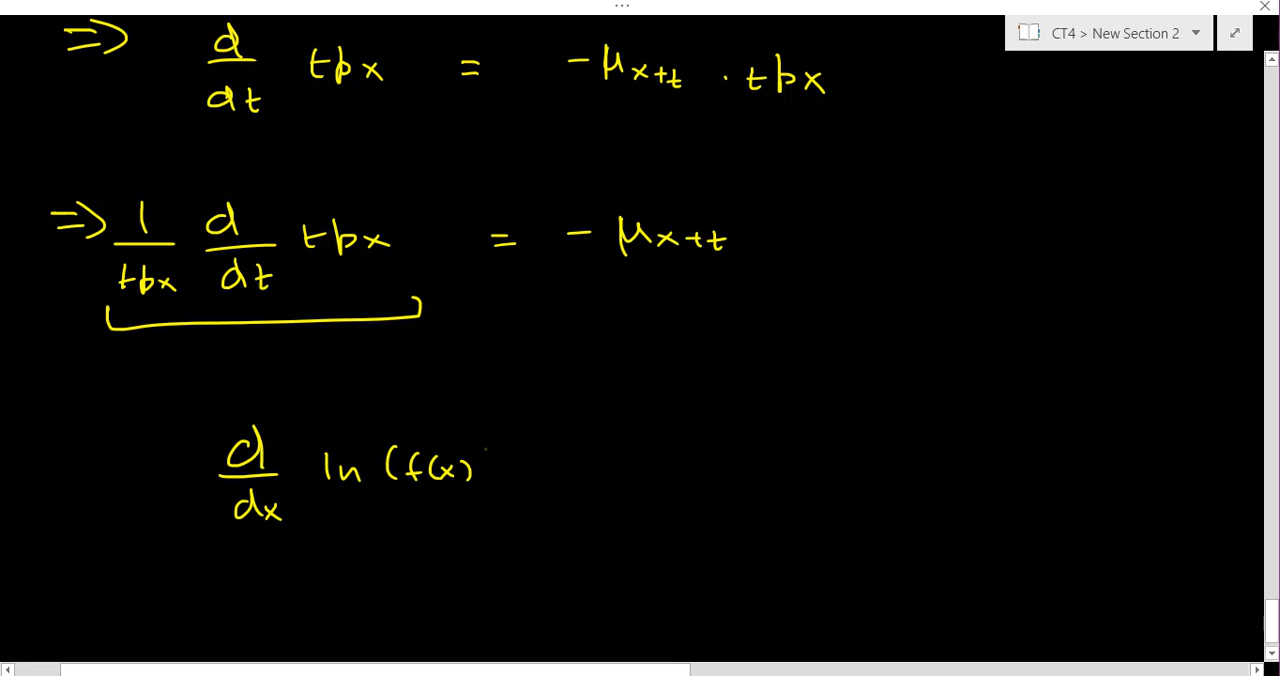 CT4 > New Section 2
=> d/dt tpx = - μx+t . tpx
=> 1/tpx d/dt tpx = - μx+t
d/dx ln (f(x)